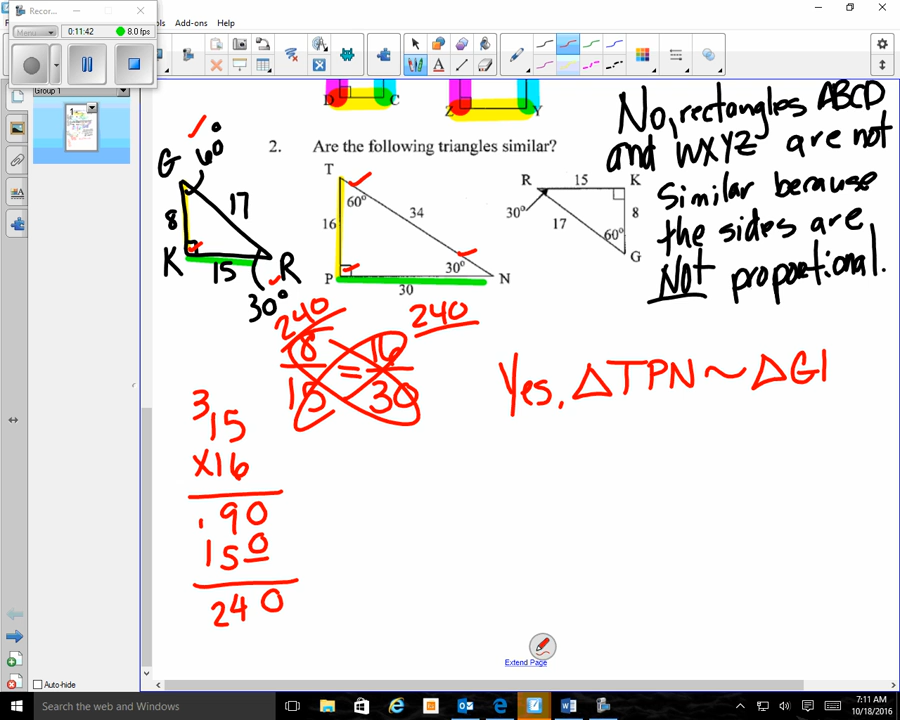 Recor...
Menu
0:11:42
8.0 fps
ols Add-ons Help
Group 1
D C
Z Y
No, rectangles ABCD
and WXYZ are not
similar because
the sides are
NOT proportional.
2. Are the following triangles similar?
G 60°
8
17
K
15
R
30°
T
60°
16
34
30°
P
N
30
R 15 K
30°
8
17
60°
G
240
240
8 = 16
15 30
Yes, △TPN ~ △G
3
15
x16
90
150
240
Extend Page
Auto-hide
Search the web and Windows
7:11 AM
10/18/2016